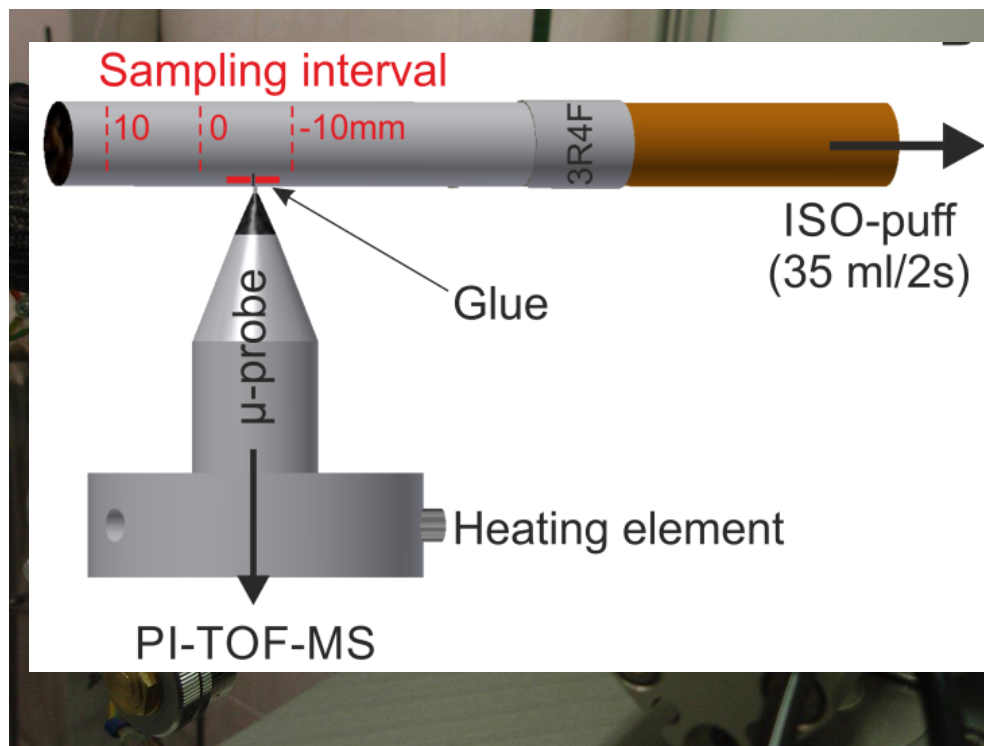 Sampling interval
10
0
-10mm
3R4F
ISO-puff
(35 ml/2s)
Glue
μ-probe
Heating element
PI-TOF-MS